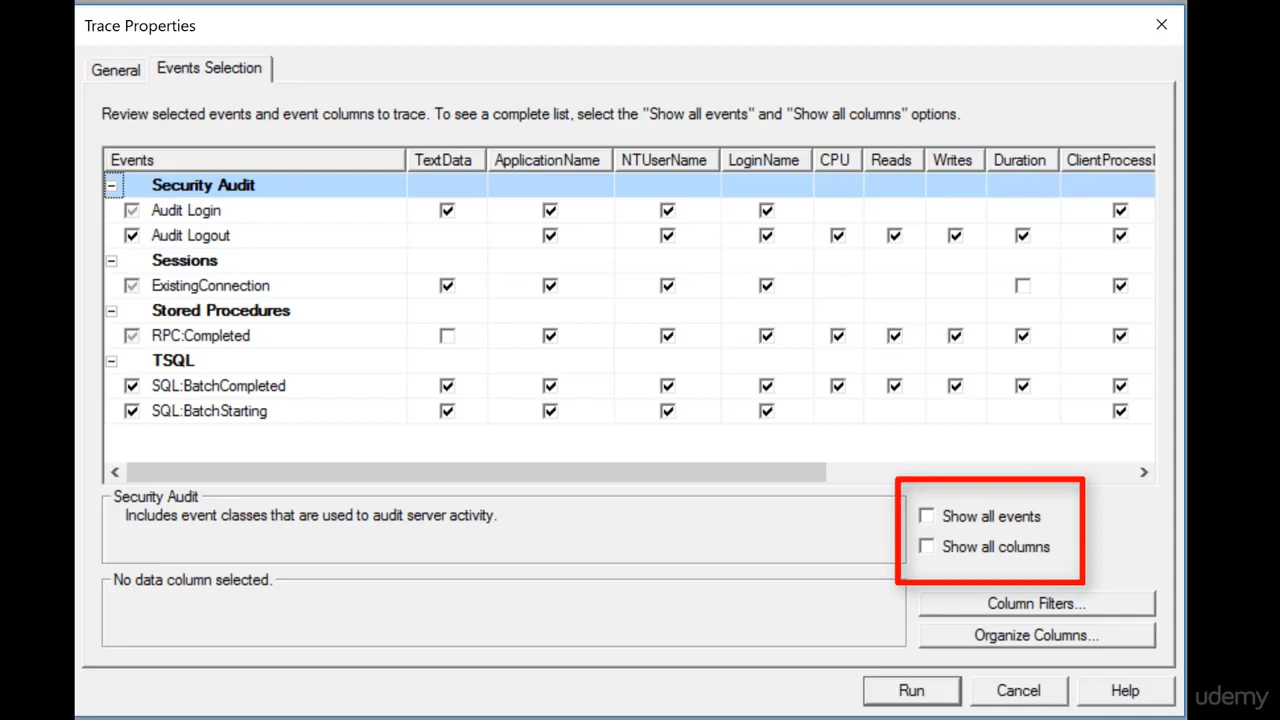 Trace Properties
General Events Selection
Review selected events and event columns to trace. To see a complete list, select the "Show all events" and "Show all columns" options.
Events TextData ApplicationName NTUserName LoginName CPU Reads Writes Duration ClientProcessI
Security Audit
Audit Login
Audit Logout
Sessions
ExistingConnection
Stored Procedures
RPC:Completed
TSQL
SQL:BatchCompleted
SQL:BatchStarting
Security Audit
Includes event classes that are used to audit server activity.
Show all events
Show all columns
No data column selected.
Column Filters...
Organize Columns...
Run Cancel Help
udemy